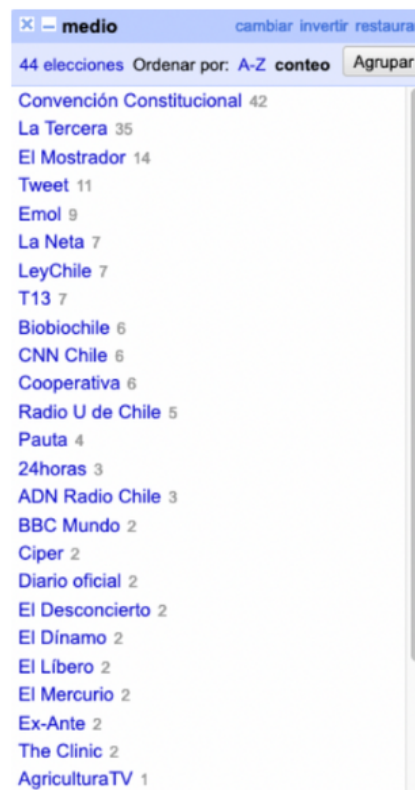 medio cambiar invertir restaura
44 elecciones Ordenar por: A-Z conteo Agrupar
Convención Constitucional 42
La Tercera 35
El Mostrador 14
Tweet 11
Emol 9
La Neta 7
LeyChile 7
T13 7
Biobiochile 6
CNN Chile 6
Cooperativa 6
Radio U de Chile 5
Pauta 4
24horas 3
ADN Radio Chile 3
BBC Mundo 2
Ciper 2
Diario oficial 2
El Desconcierto 2
El Dínamo 2
El Líbero 2
El Mercurio 2
Ex-Ante 2
The Clinic 2
AgriculturaTV 1